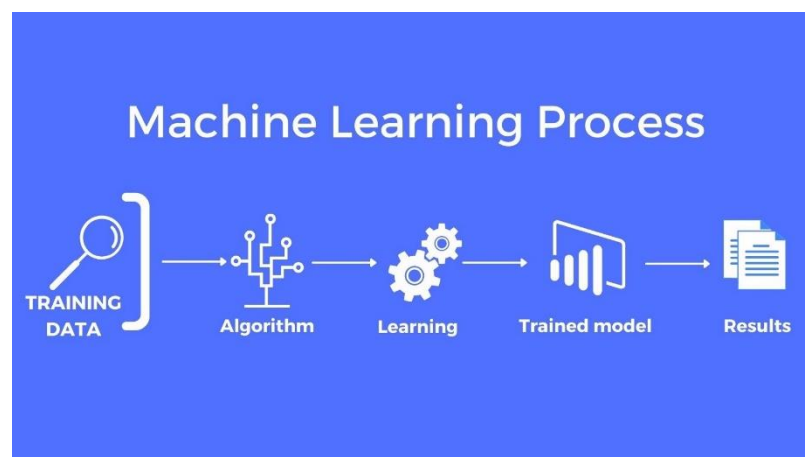 Machine Learning Process
TRAINING
DATA
Algorithm
Learning
Trained model
Results